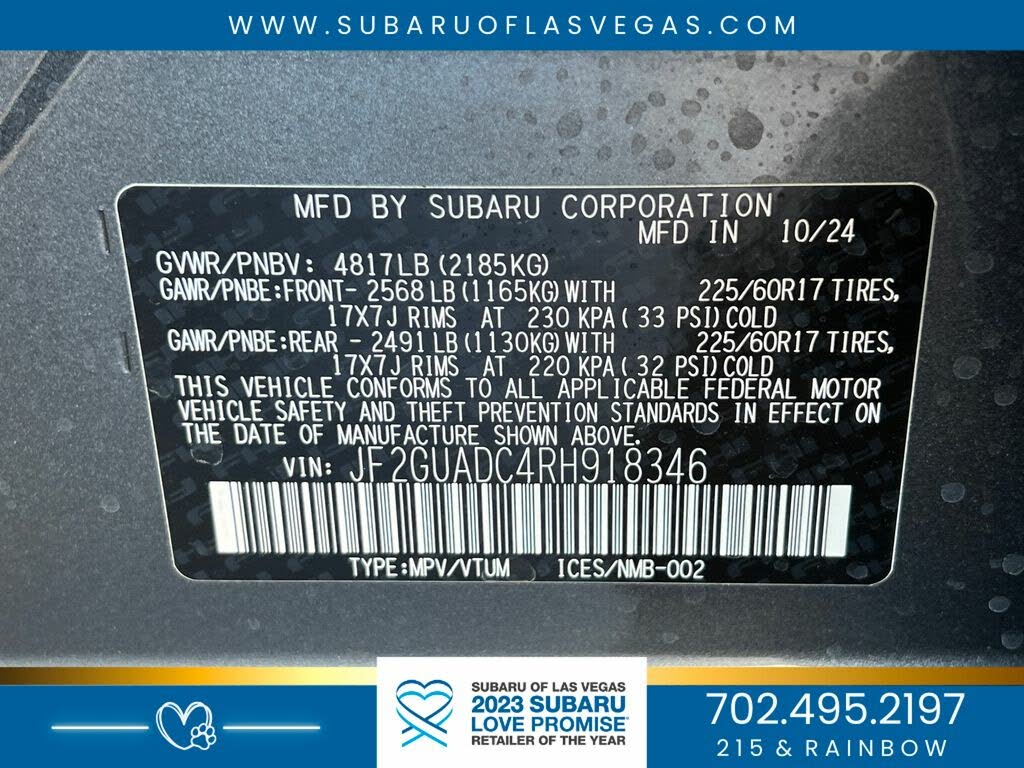 WWW.SUBARUOFLASVEGAS.COM
MFD BY SUBARU CORPORATION
MFD IN 10/24
GVWR/PNBV: 4817LB (2185KG)
GAWR/PNBE:FRONT- 2568 LB (1165KG) WITH 225/60R17 TIRES,
17X7J RIMS AT 230 KPA ( 33 PSI) COLD
GAWR/PNBE:REAR - 2491 LB (1130KG) WITH 225/60R17 TIRES,
17X7J RIMS AT 220 KPA ( 32 PSI) COLD
THIS VEHICLE CONFORMS TO ALL APPLICABLE FEDERAL MOTOR
VEHICLE SAFETY AND THEFT PREVENTION STANDARDS IN EFFECT ON
THE DATE OF MANUFACTURE SHOWN ABOVE.
VIN: JF2GUADC4RH918346
TYPE:MPV/VTUM ICES/NMB-002
SUBARU OF LAS VEGAS
2023 SUBARU
LOVE PROMISE
RETAILER OF THE YEAR
702.495.2197
215 & RAINBOW